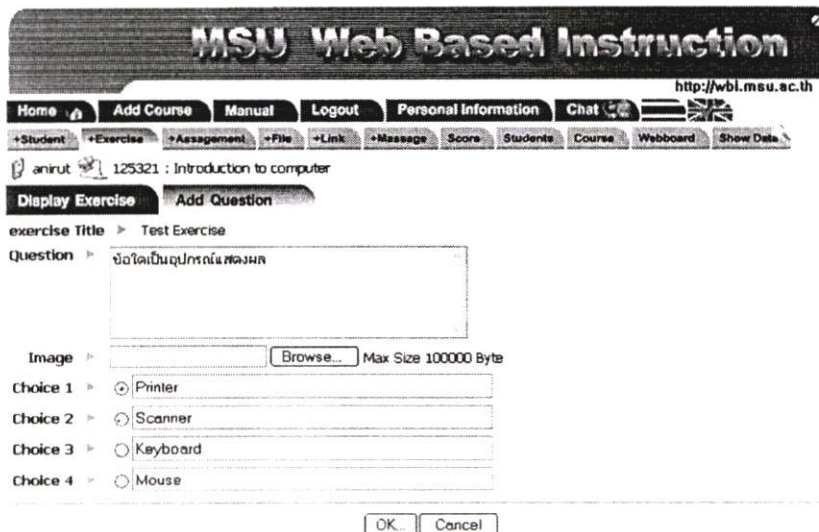 MSU Web Based Instruction
http://wbi.msu.ac.th
Home Add Course Manual Logout Personal Information Chat
+Student +Exercise +Assagement +File +Link +Massage Score Students Course Webboard Show Data
anirut 125321 : Introduction to computer
Display Exercise Add Question
exercise Title Test Exercise
Question ข้อใดเป็นอุปกรณ์แสดงผล
Image Browse... Max Size 100000 Byte
Choice 1 Printer
Choice 2 Scanner
Choice 3 Keyboard
Choice 4 Mouse
OK... Cancel